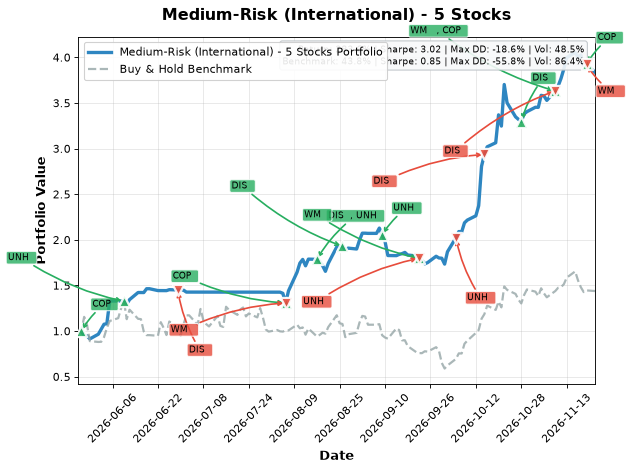 Medium-Risk (International) - 5 Stocks
WM , COP
COP
Medium-Risk (International) - 5 Stocks Portfolio
Buy & Hold Benchmark
Sharpe: 3.02 | Max DD: -18.6% | Vol: 48.5%
Benchmark: 43.8% | Sharpe: 0.85 | Max DD: -55.8% | Vol: 86.4%
DIS
WM
DIS
DIS
DIS
WM
DIS , UNH
UNH
UNH
COP
COP
UNH
UNH
WM
DIS
4.0
3.5
3.0
2.5
2.0
1.5
1.0
0.5
Portfolio Value
2026-06-06
2026-06-22
2026-07-08
2026-07-24
2026-08-09
2026-08-25
2026-09-10
2026-09-26
2026-10-12
2026-10-28
2026-11-13
Date